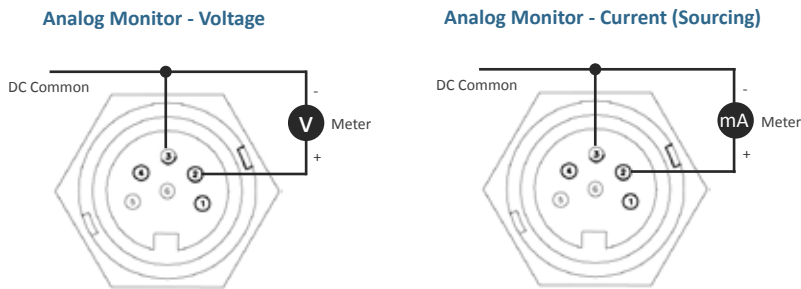 Analog Monitor - Voltage
DC Common
-
V
Meter
+
3
4
2
6
5
1
Analog Monitor - Current (Sourcing)
DC Common
-
mA
Meter
+
3
4
2
6
5
1